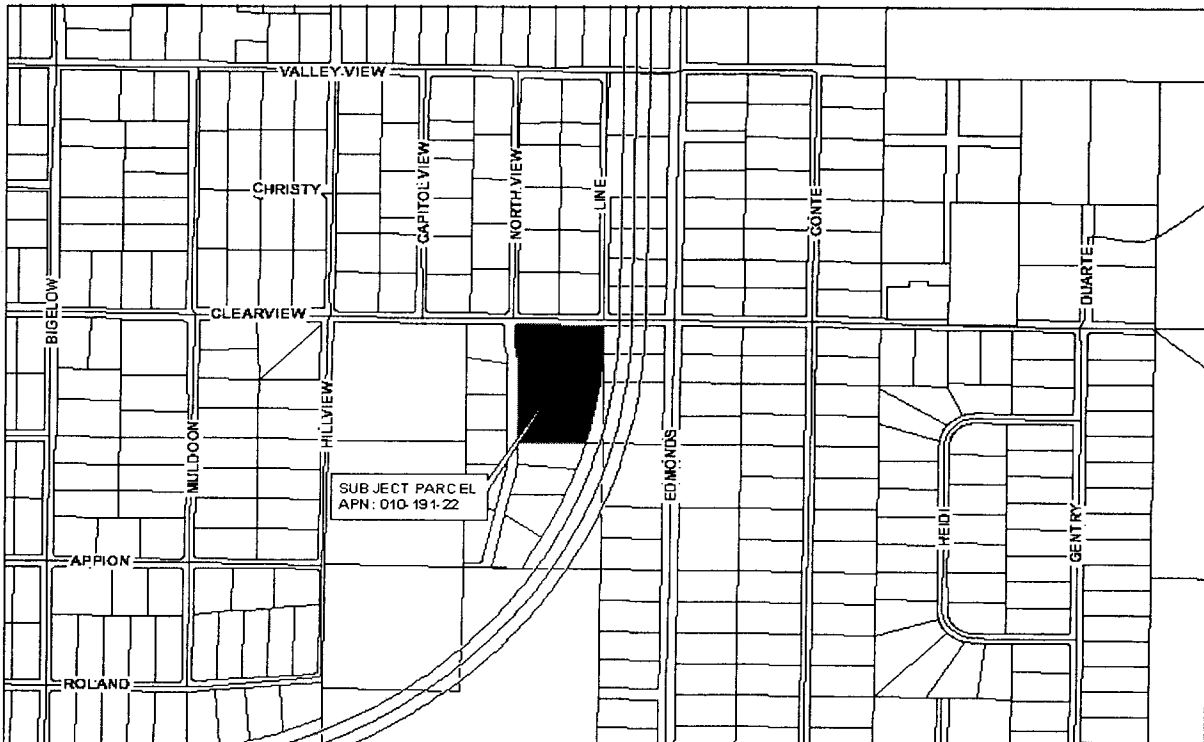 VALLEY VIEW
CHRISTY
CAPITOL VIEW
NORTH VIEW
LINE
CONTE
DUARTE
BIGELOW
CLEARVIEW
HILLVIEW
MULDOON
EDMONDS
SUBJECT PARCEL
APN: 010-191-22
HEIDI
GENTRY
APPION
ROLAND